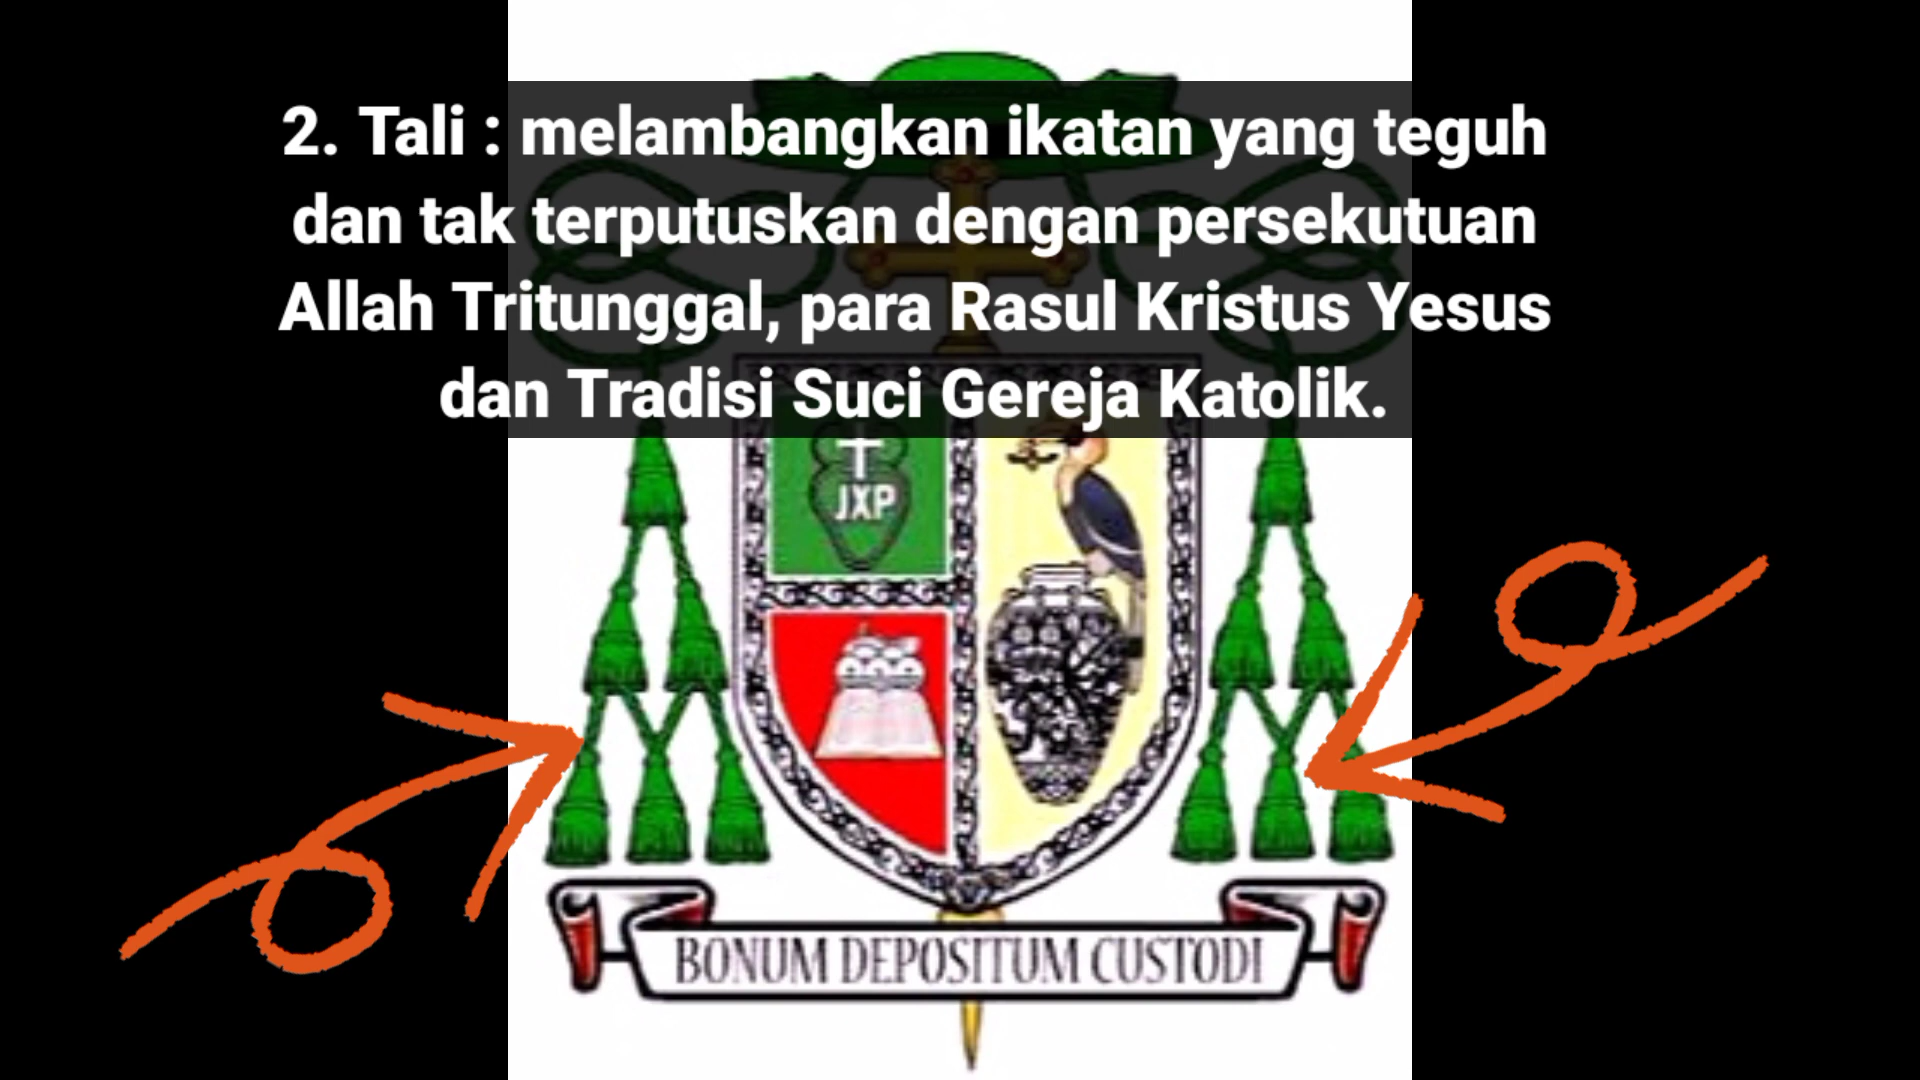 2. Tali : melambangkan ikatan yang teguh
dan tak terputuskan dengan persekutuan
Allah Tritunggal, para Rasul Kristus Yesus
dan Tradisi Suci Gereja Katolik.
JXP
BONUM DEPOSITUM CUSTODI